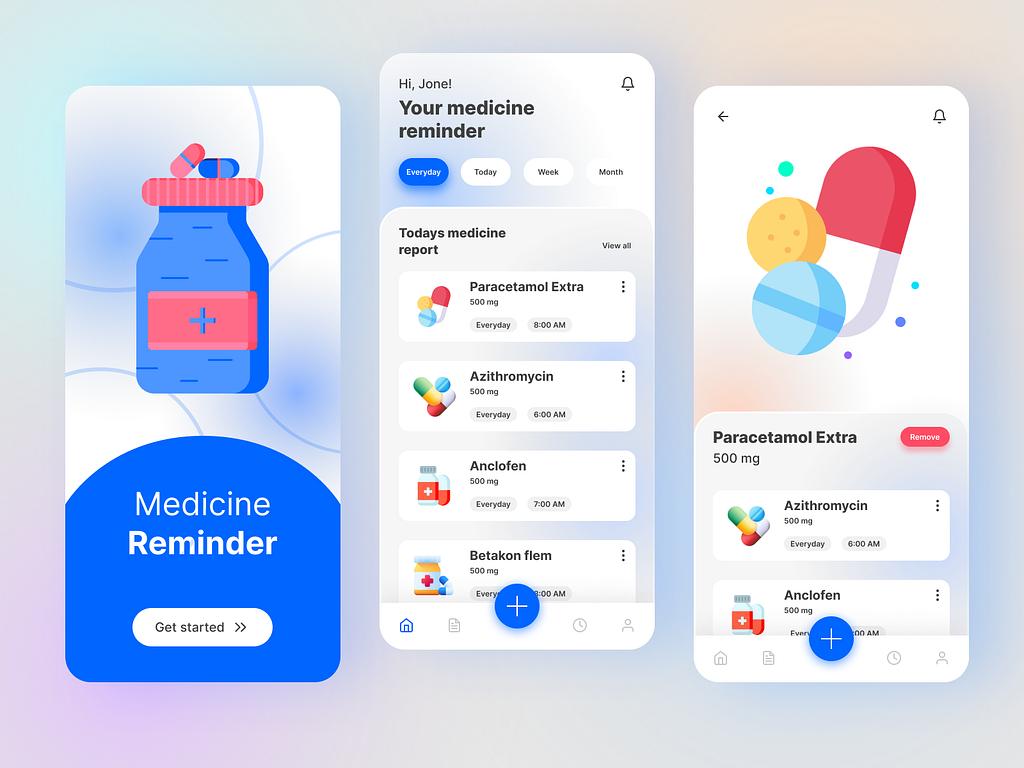 Medicine
Reminder
Get started
Hi, Jone!
Your medicine
reminder
Everyday
Today
Week
Month
Todays medicine
report
View all
Paracetamol Extra
500 mg
Everyday
8:00 AM
Azithromycin
500 mg
Everyday
6:00 AM
Anclofen
500 mg
Everyday
7:00 AM
Betakon flem
500 mg
Paracetamol Extra
Remove
500 mg
Azithromycin
500 mg
Everyday
6:00 AM
Anclofen
500 mg